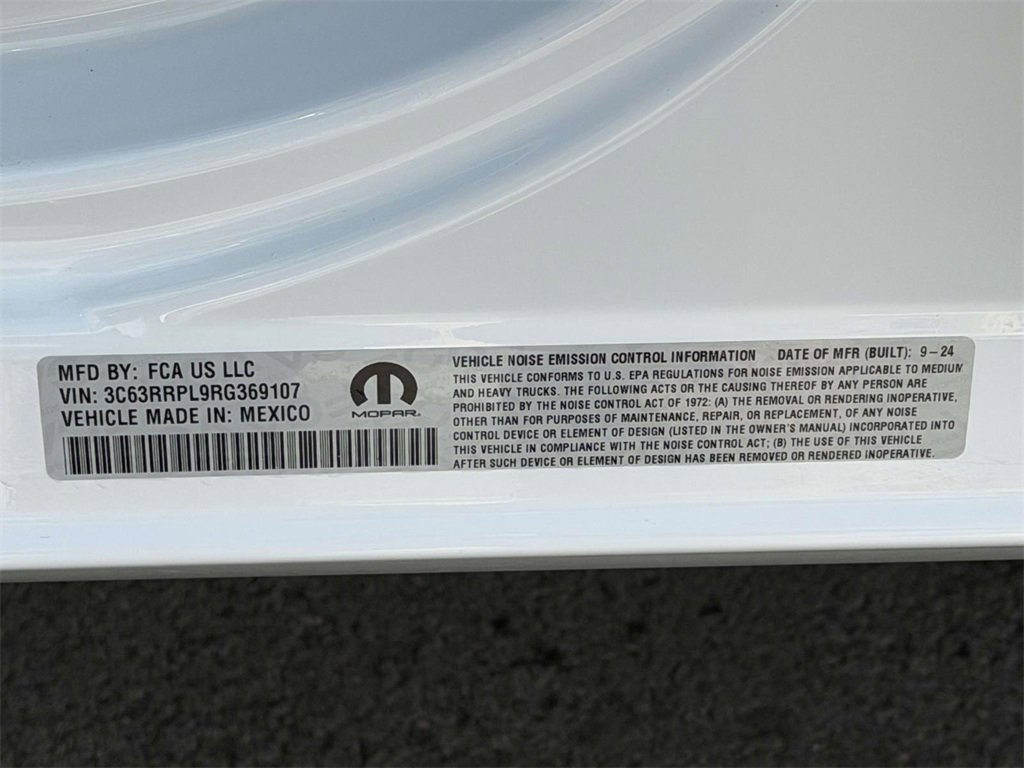 MFD BY: FCA US LLC
VIN: 3C63RRPL9RG369107
VEHICLE MADE IN: MEXICO
MOPAR®
VEHICLE NOISE EMISSION CONTROL INFORMATION DATE OF MFR (BUILT): 9-24
THIS VEHICLE CONFORMS TO U.S. EPA REGULATIONS FOR NOISE EMISSION APPLICABLE TO MEDIUM
AND HEAVY TRUCKS. THE FOLLOWING ACTS OR THE CAUSING THEREOF BY ANY PERSON ARE
PROHIBITED BY THE NOISE CONTROL ACT OF 1972: (A) THE REMOVAL OR RENDERING INOPERATIVE,
OTHER THAN FOR PURPOSES OF MAINTENANCE, REPAIR, OR REPLACEMENT, OF ANY NOISE
CONTROL DEVICE OR ELEMENT OF DESIGN (LISTED IN THE OWNER'S MANUAL) INCORPORATED INTO
THIS VEHICLE IN COMPLIANCE WITH THE NOISE CONTROL ACT; (B) THE USE OF THIS VEHICLE
AFTER SUCH DEVICE OR ELEMENT OF DESIGN HAS BEEN REMOVED OR RENDERED INOPERATIVE.